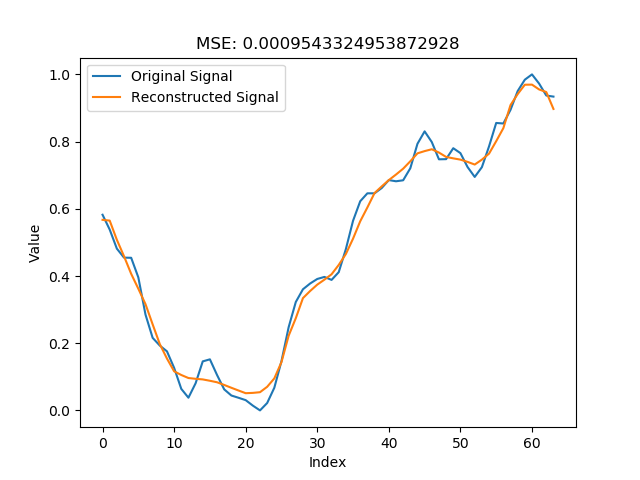 MSE: 0.0009543324953872928
Original Signal
Reconstructed Signal
Value
1.0
0.8
0.6
0.4
0.2
0.0
0 10 20 30 40 50 60
Index